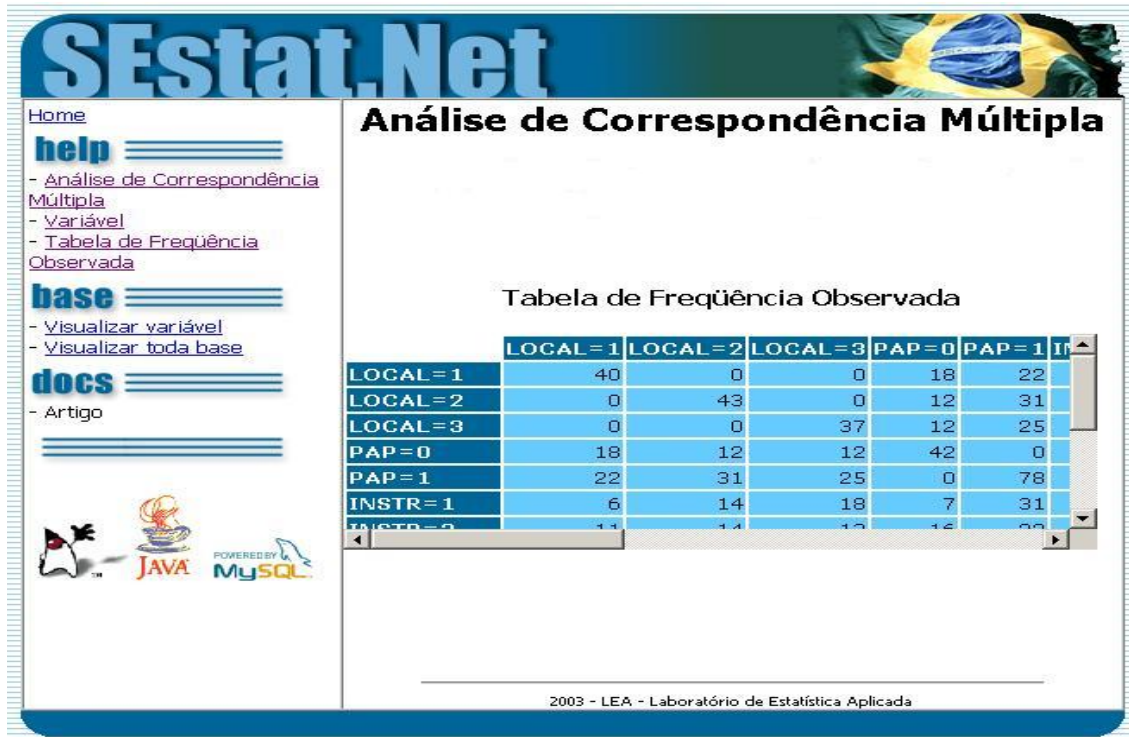 SEstat.Net
Home
help
- Análise de Correspondência
Múltipla
- Variável
- Tabela de Freqüência
Observada
base
- Visualizar variável
- Visualizar toda base
docs
- Artigo
JAVA
POWERED BY
MySQL
Análise de Correspondência Múltipla
Tabela de Freqüência Observada
LOCAL=1 LOCAL=2 LOCAL=3 PAP=0 PAP=1
LOCAL=1 40 0 0 18 22
LOCAL=2 0 43 0 12 31
LOCAL=3 0 0 37 12 25
PAP=0 18 12 12 42 0
PAP=1 22 31 25 0 78
INSTR=1 6 14 18 7 31
2003 - LEA - Laboratório de Estatística Aplicada